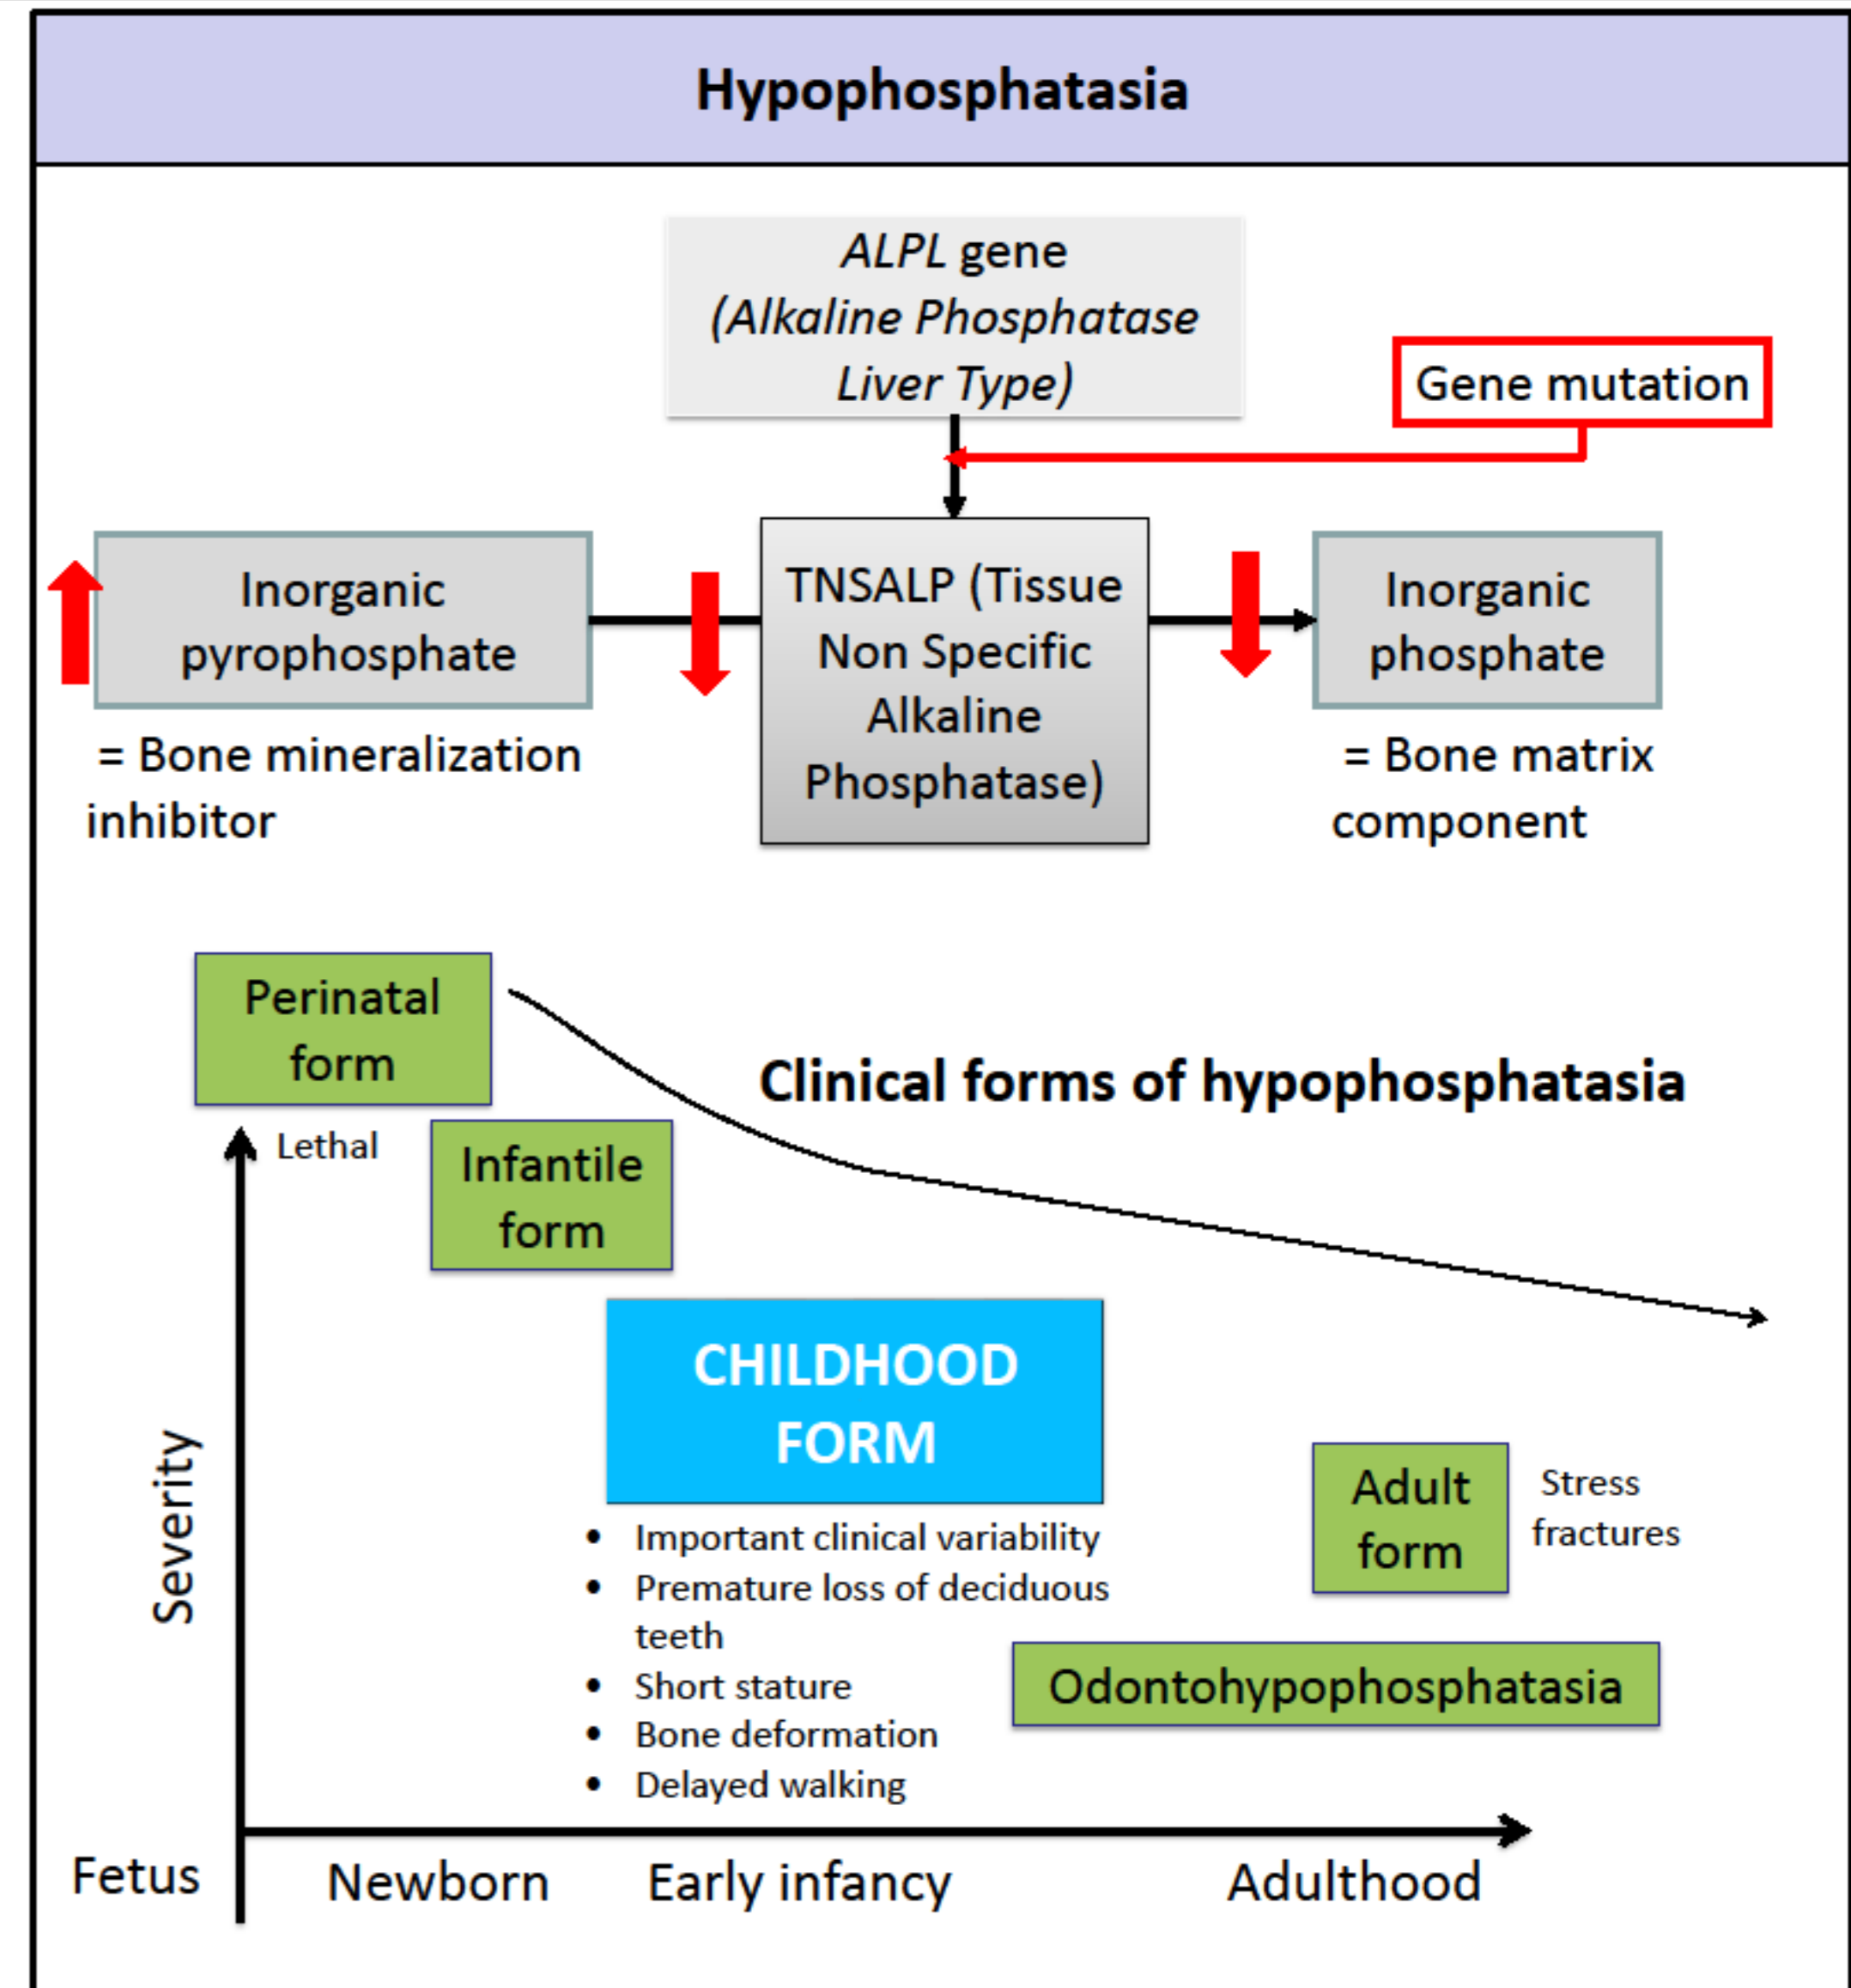 Hypophosphatasia
ALPL gene
(Alkaline Phosphatase
Liver Type)
Gene mutation
Inorganic
pyrophosphate
= Bone mineralization
inhibitor
TNSALP (Tissue
Non Specific
Alkaline
Phosphatase)
Inorganic
phosphate
= Bone matrix
component
Perinatal
form
Lethal
Clinical forms of hypophosphatasia
Infantile
form
CHILDHOOD
FORM
• Important clinical variability
• Premature loss of deciduous
teeth
• Short stature
• Bone deformation
• Delayed walking
Adult
form
Stress
fractures
Odontohypophosphatasia
Severity
Fetus
Newborn
Early infancy
Adulthood